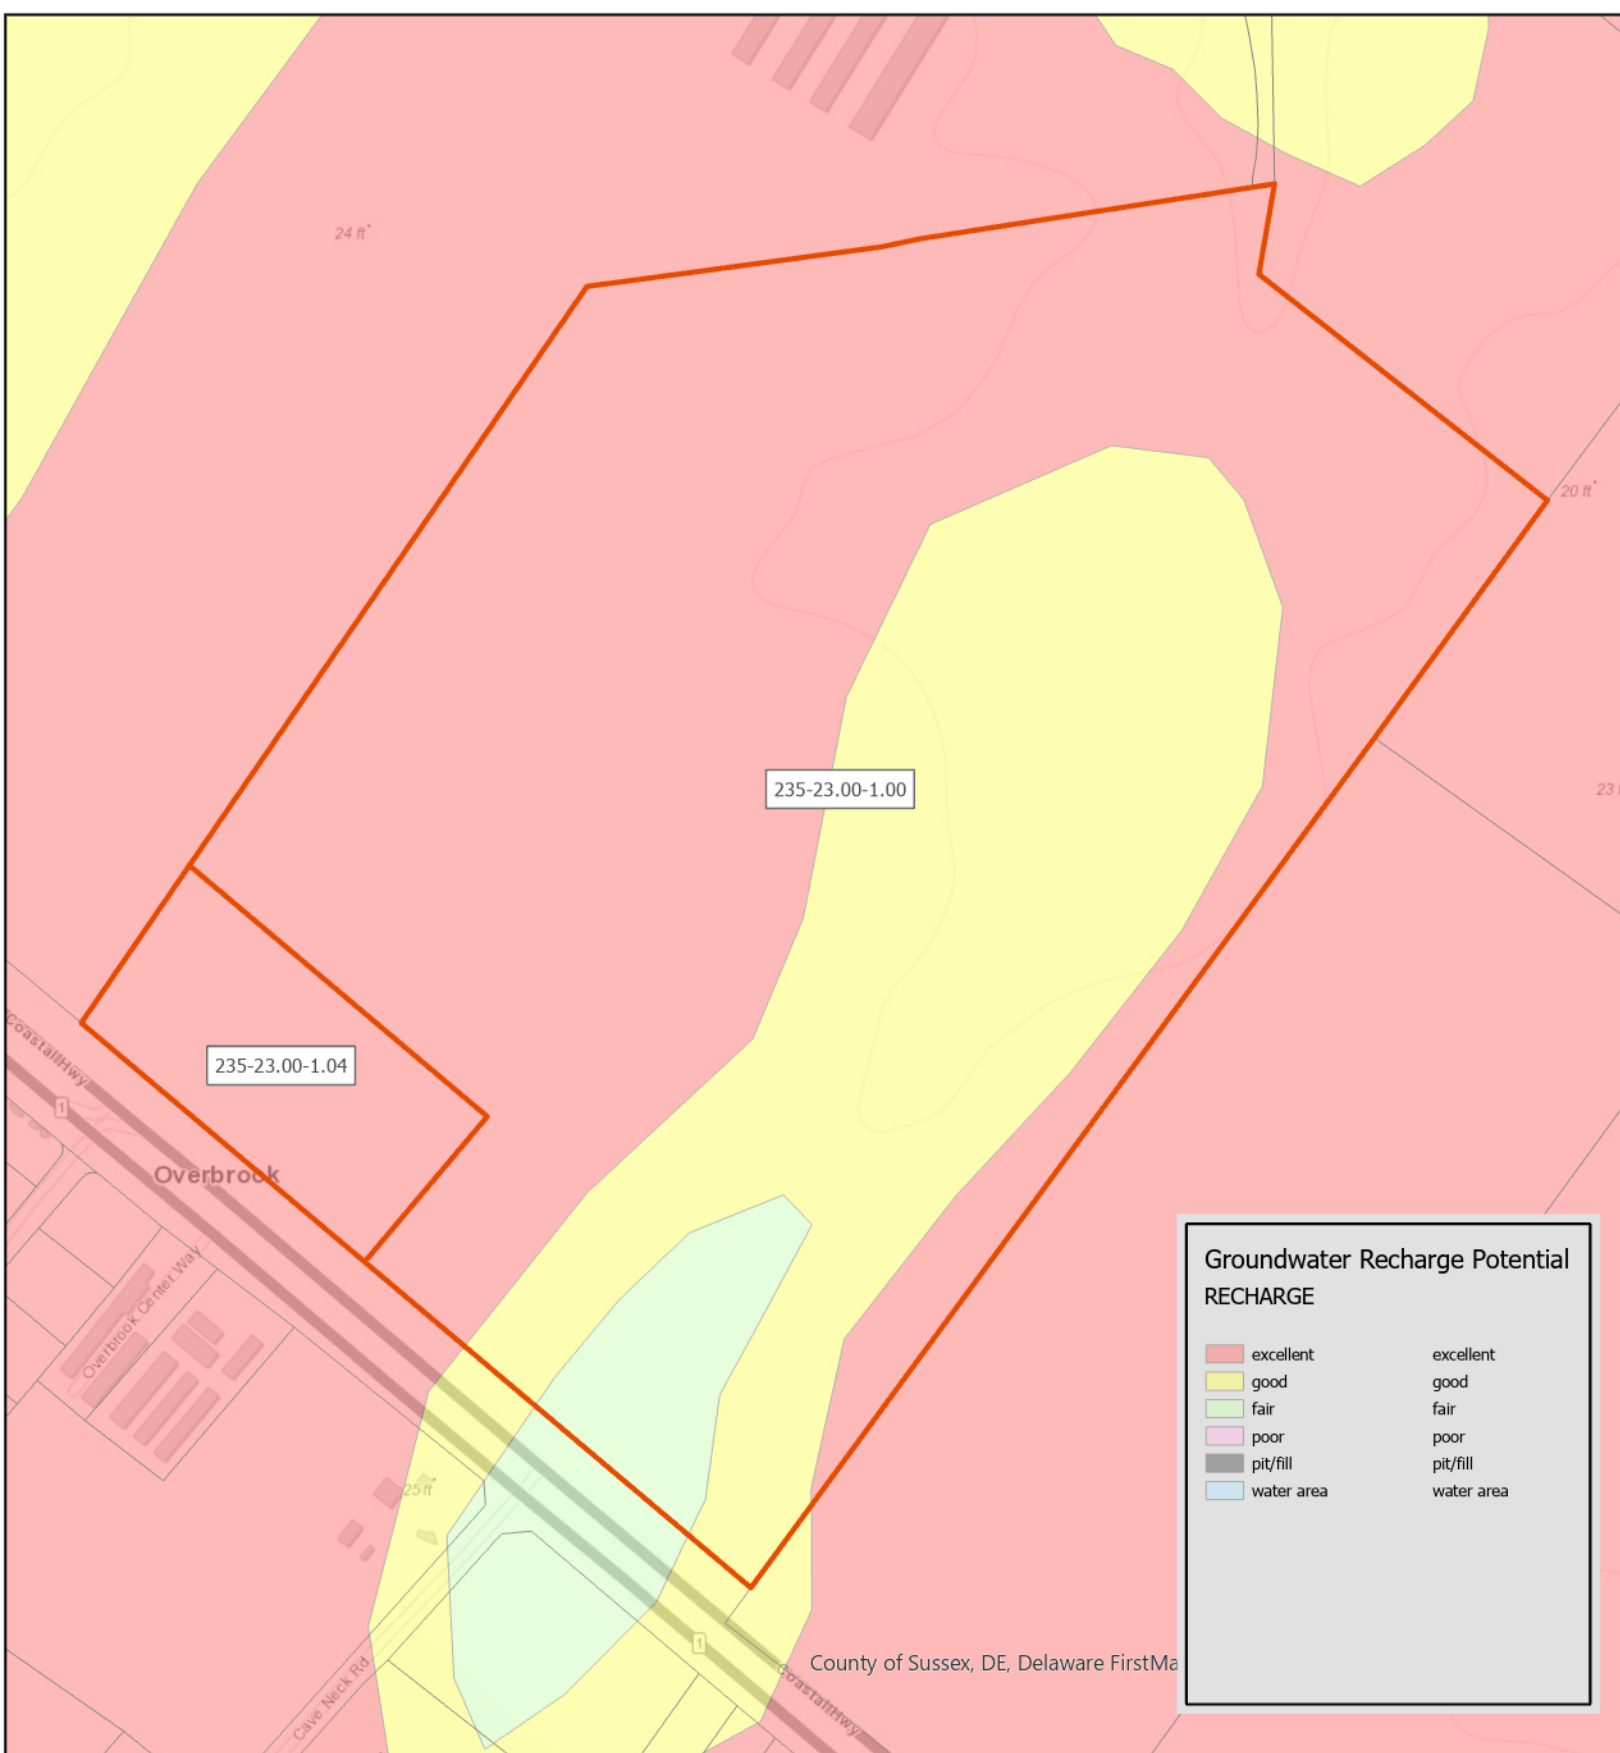 24 ft
20 ft
235-23.00-1.00
23
Coastal Hwy
235-23.00-1.04
1
Overbrook
Overbrook Center Way
25 ft
Cave Neck Rd
1
Coastal Hwy
County of Sussex, DE, Delaware FirstMa
Groundwater Recharge Potential
RECHARGE
excellent excellent
good good
fair fair
poor poor
pit/fill pit/fill
water area water area